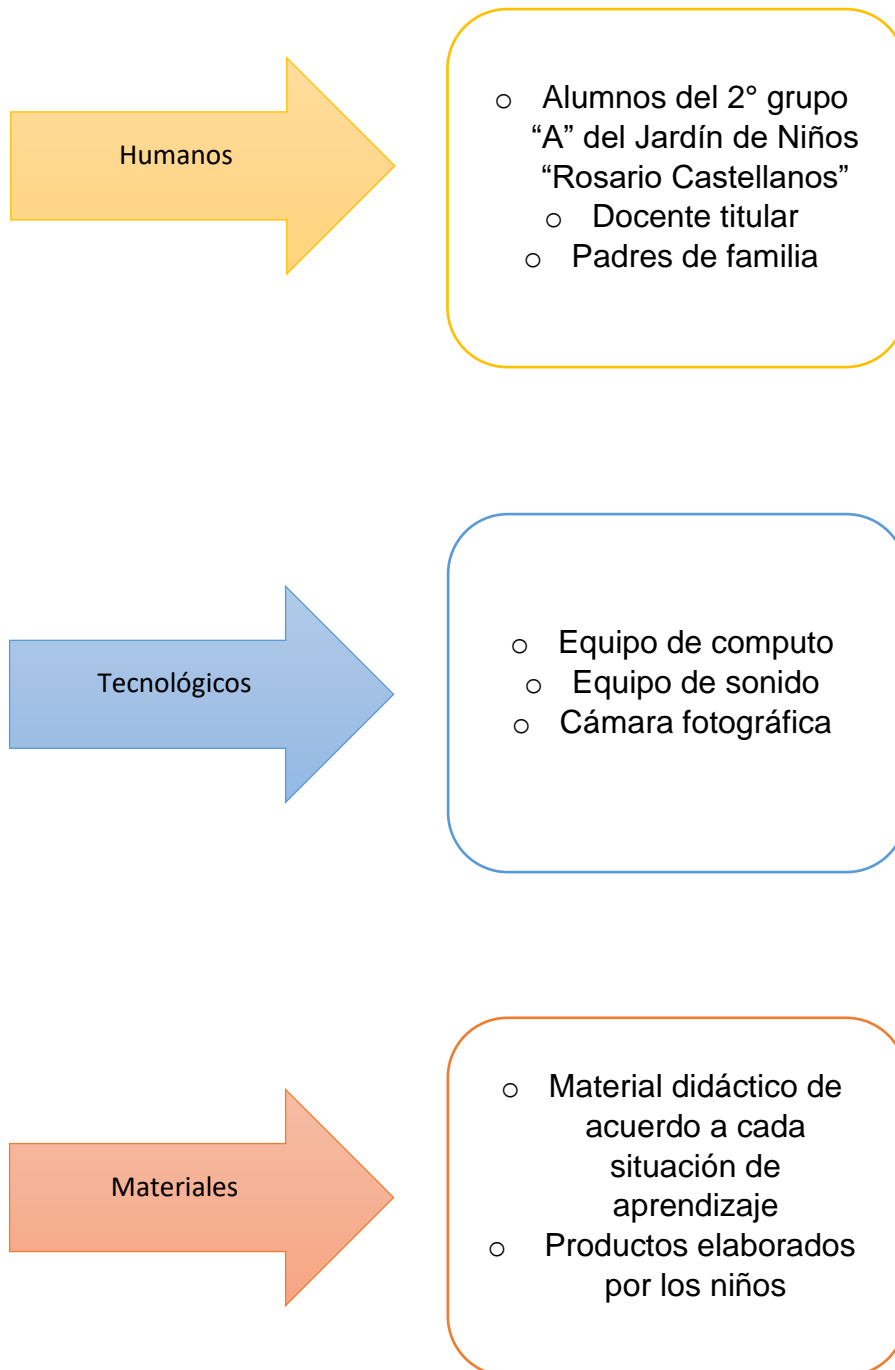 Humanos
○ Alumnos del 2° grupo
“A” del Jardín de Niños
“Rosario Castellanos”
○ Docente titular
○ Padres de familia
Tecnológicos
○ Equipo de computo
○ Equipo de sonido
○ Cámara fotográfica
Materiales
○ Material didáctico de
acuerdo a cada
situación de
aprendizaje
○ Productos elaborados
por los niños